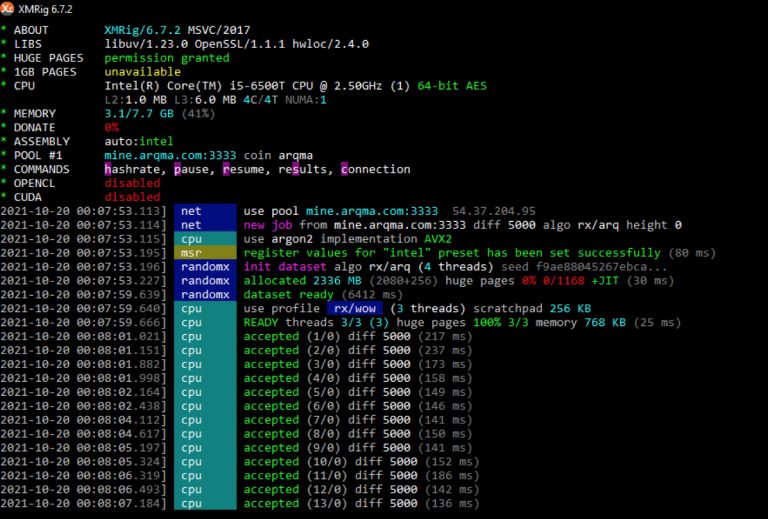 XMRig 6.7.2
* ABOUT XMRig/6.7.2 MSVC/2017
* LIBS libuv/1.23.0 OpenSSL/1.1.1 hwloc/2.4.0
* HUGE PAGES permission granted
* 1GB PAGES unavailable
* CPU Intel(R) Core(TM) i5-6500T CPU @ 2.50GHz (1) 64-bit AES
L2:1.0 MB L3:6.0 MB 4C/4T NUMA:1
* MEMORY 3.1/7.7 GB (41%)
* DONATE 0%
* ASSEMBLY auto:intel
* POOL #1 mine.arqma.com:3333 coin arqma
* COMMANDS hashrate, pause, resume, results, connection
* OPENCL disabled
* CUDA disabled
2021-10-20 00:07:53.113] net use pool mine.arqma.com:3333 54.37.204.95
2021-10-20 00:07:53.114] net new job from mine.arqma.com:3333 diff 5000 algo rx/arq height 0
2021-10-20 00:07:53.115] cpu use argon2 implementation AVX2
2021-10-20 00:07:53.195] msr register values for "intel" preset has been set successfully (80 ms)
2021-10-20 00:07:53.196] randomx init dataset algo rx/arq (4 threads) seed f9ae88045267ebca...
2021-10-20 00:07:53.227] randomx allocated 2336 MB (2080+256) huge pages 0% 0/1168 +JIT (30 ms)
2021-10-20 00:07:59.639] randomx dataset ready (6412 ms)
2021-10-20 00:07:59.640] cpu use profile rx/wow (3 threads) scratchpad 256 KB
2021-10-20 00:07:59.666] cpu READY threads 3/3 (3) huge pages 100% 3/3 memory 768 KB (25 ms)
2021-10-20 00:08:01.021] cpu accepted (1/0) diff 5000 (217 ms)
2021-10-20 00:08:01.151] cpu accepted (2/0) diff 5000 (237 ms)
2021-10-20 00:08:01.882] cpu accepted (3/0) diff 5000 (173 ms)
2021-10-20 00:08:01.998] cpu accepted (4/0) diff 5000 (158 ms)
2021-10-20 00:08:02.164] cpu accepted (5/0) diff 5000 (149 ms)
2021-10-20 00:08:02.438] cpu accepted (6/0) diff 5000 (146 ms)
2021-10-20 00:08:04.112] cpu accepted (7/0) diff 5000 (141 ms)
2021-10-20 00:08:04.617] cpu accepted (8/0) diff 5000 (150 ms)
2021-10-20 00:08:05.197] cpu accepted (9/0) diff 5000 (141 ms)
2021-10-20 00:08:05.324] cpu accepted (10/0) diff 5000 (152 ms)
2021-10-20 00:08:06.319] cpu accepted (11/0) diff 5000 (186 ms)
2021-10-20 00:08:06.493] cpu accepted (12/0) diff 5000 (142 ms)
2021-10-20 00:08:07.184] cpu accepted (13/0) diff 5000 (136 ms)